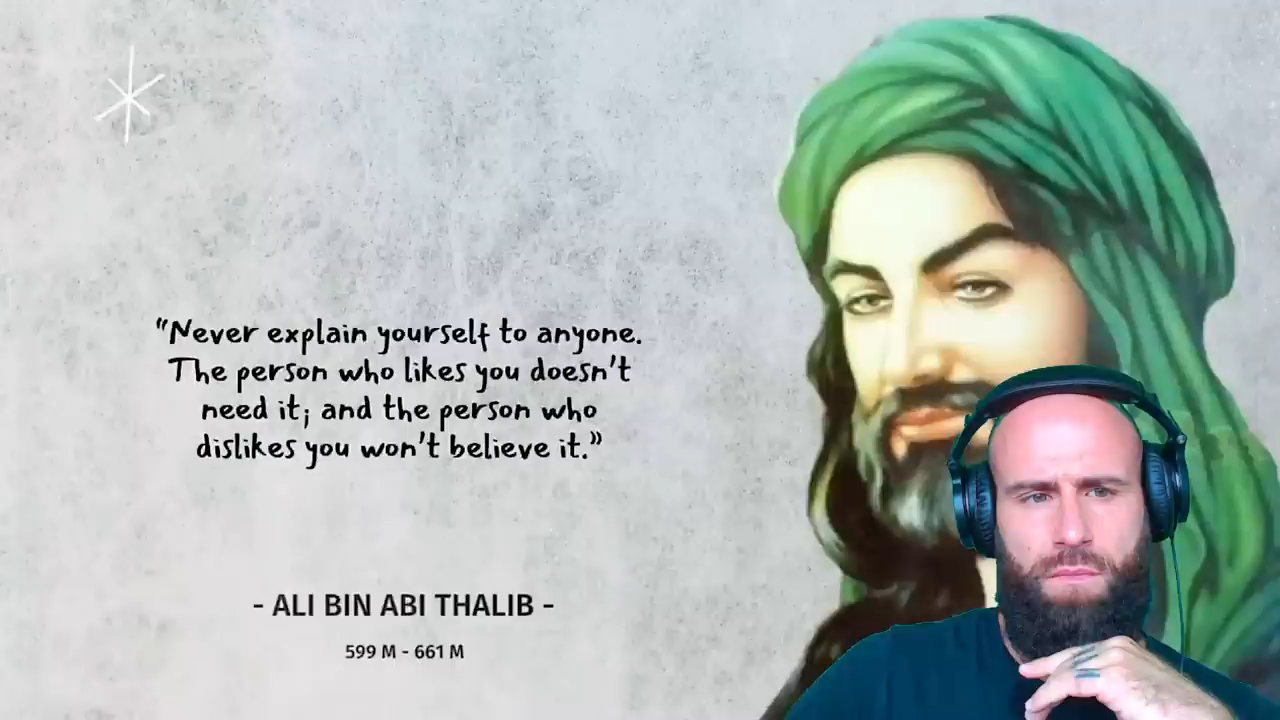 “Never explain yourself to anyone.
The person who likes you doesn’t
need it; and the person who
dislikes you won’t believe it.”
- ALI BIN ABI THALIB -
599 M - 661 M